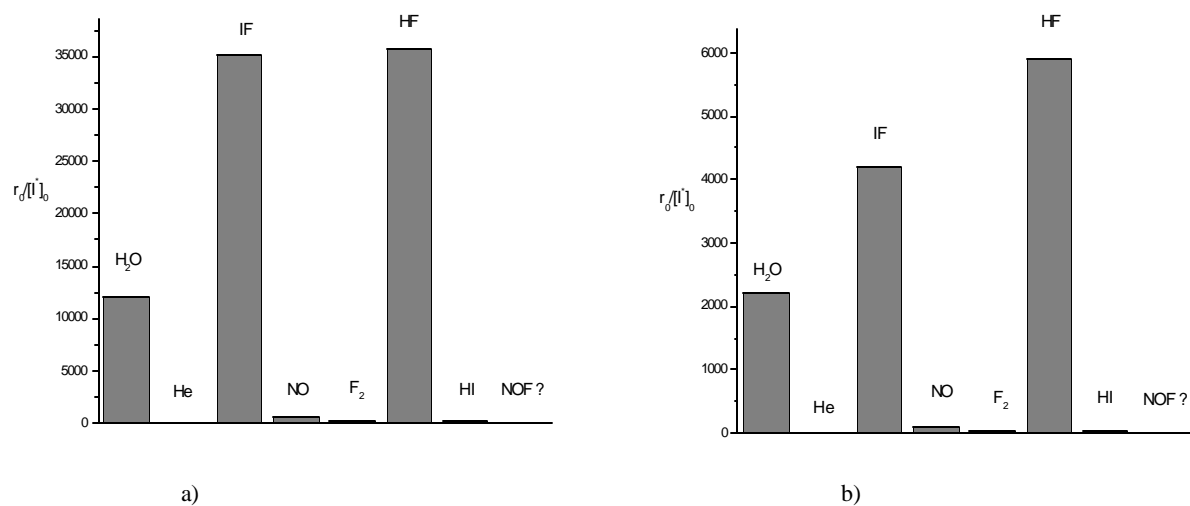 HF
IF
35000
30000
25000
r0/[I*]0
20000
15000
H2O
10000
5000
He
NO
F2
HI
NOF ?
0
a)
HF
6000
5000
IF
4000
r0/[I*]0
3000
H2O
2000
1000
He
NO
F2
HI
NOF ?
0
b)